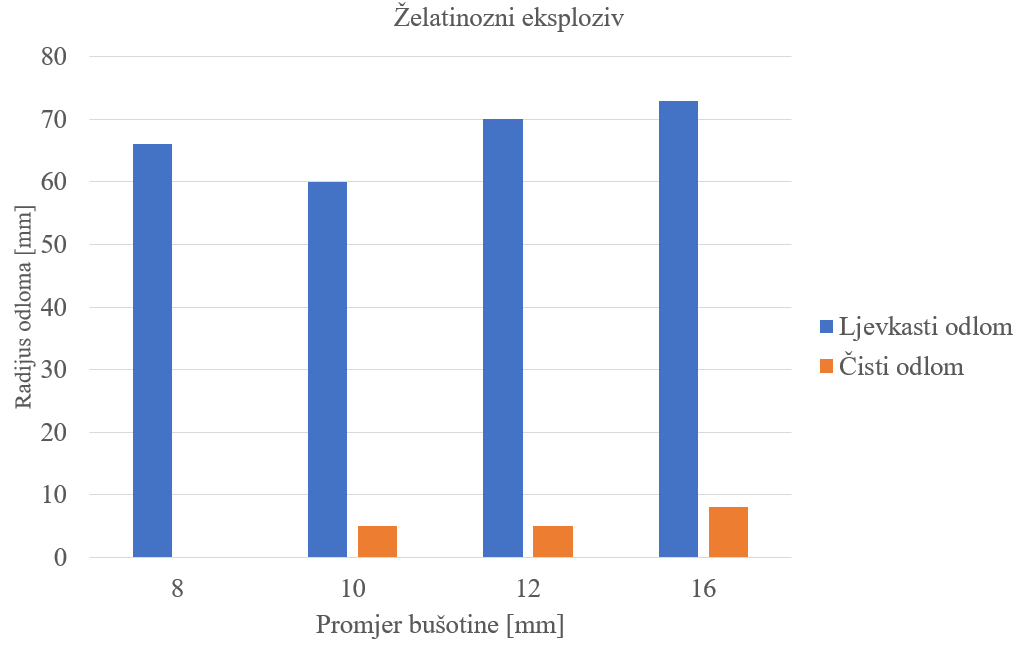 Želatinozni eksploziv
80
70
60
50
40
30
20
10
0
Radijus odloma [mm]
8
10
12
16
Promjer bušotine [mm]
Ljevkasti odlom
Čisti odlom